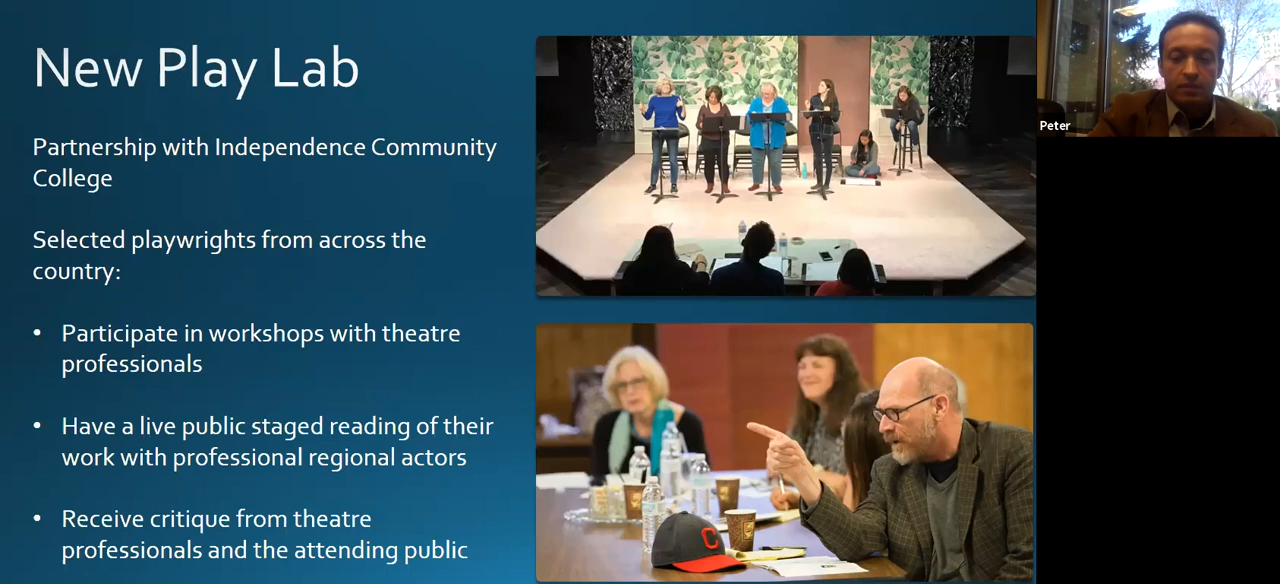 New Play Lab
Partnership with Independence Community
College
Selected playwrights from across the
country:
• Participate in workshops with theatre
professionals
• Have a live public staged reading of their
work with professional regional actors
• Receive critique from theatre
professionals and the attending public
Peter
C